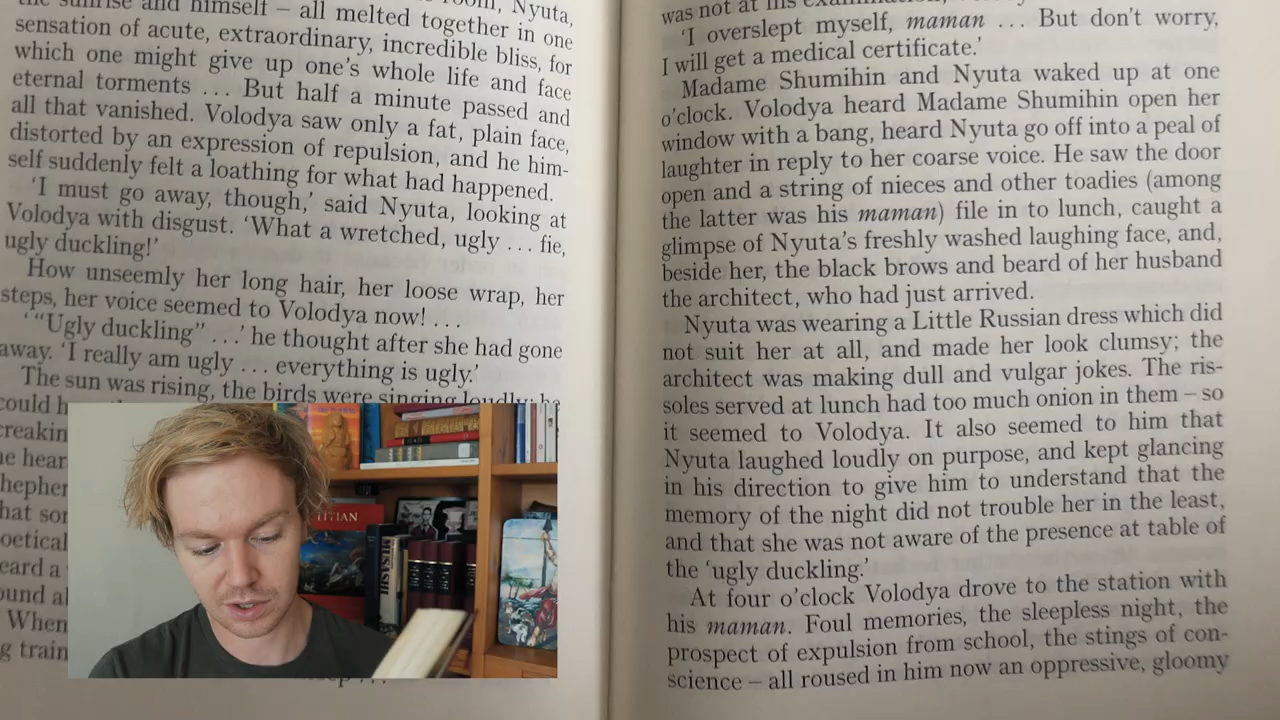 the sunrise and himself – all melted together in one
room, Nyuta,
sensation of acute, extraordinary, incredible bliss, for
which one might give up one's whole life and face
eternal torments ... But half a minute passed and
all that vanished. Volodya saw only a fat, plain face,
distorted by an expression of repulsion, and he him-
self suddenly felt a loathing for what had happened.
'I must go away, though,' said Nyuta, looking at
Volodya with disgust. 'What a wretched, ugly ... fie,
ugly duckling!'
How unseemly her long hair, her loose wrap, her
steps, her voice seemed to Volodya now! ...
'"Ugly duckling" ...' he thought after she had gone
away. 'I really am ugly ... everything is ugly.'
The sun was rising, the birds were singing loudly; he
could
When
train
TITIAN
MUSASHI
was not at his
'I overslept myself, maman ... But don't worry,
I will get a medical certificate.'
Madame Shumihin and Nyuta waked up at one
o'clock. Volodya heard Madame Shumihin open her
window with a bang, heard Nyuta go off into a peal of
laughter in reply to her coarse voice. He saw the door
open and a string of nieces and other toadies (among
the latter was his maman) file in to lunch, caught a
glimpse of Nyuta's freshly washed laughing face, and,
beside her, the black brows and beard of her husband
the architect, who had just arrived.
Nyuta was wearing a Little Russian dress which did
not suit her at all, and made her look clumsy; the
architect was making dull and vulgar jokes. The ris-
soles served at lunch had too much onion in them – so
it seemed to Volodya. It also seemed to him that
Nyuta laughed loudly on purpose, and kept glancing
in his direction to give him to understand that the
memory of the night did not trouble her in the least,
and that she was not aware of the presence at table of
the 'ugly duckling.'
At four o'clock Volodya drove to the station with
his maman. Foul memories, the sleepless night, the
prospect of expulsion from school, the stings of con-
science – all roused in him now an oppressive, gloomy